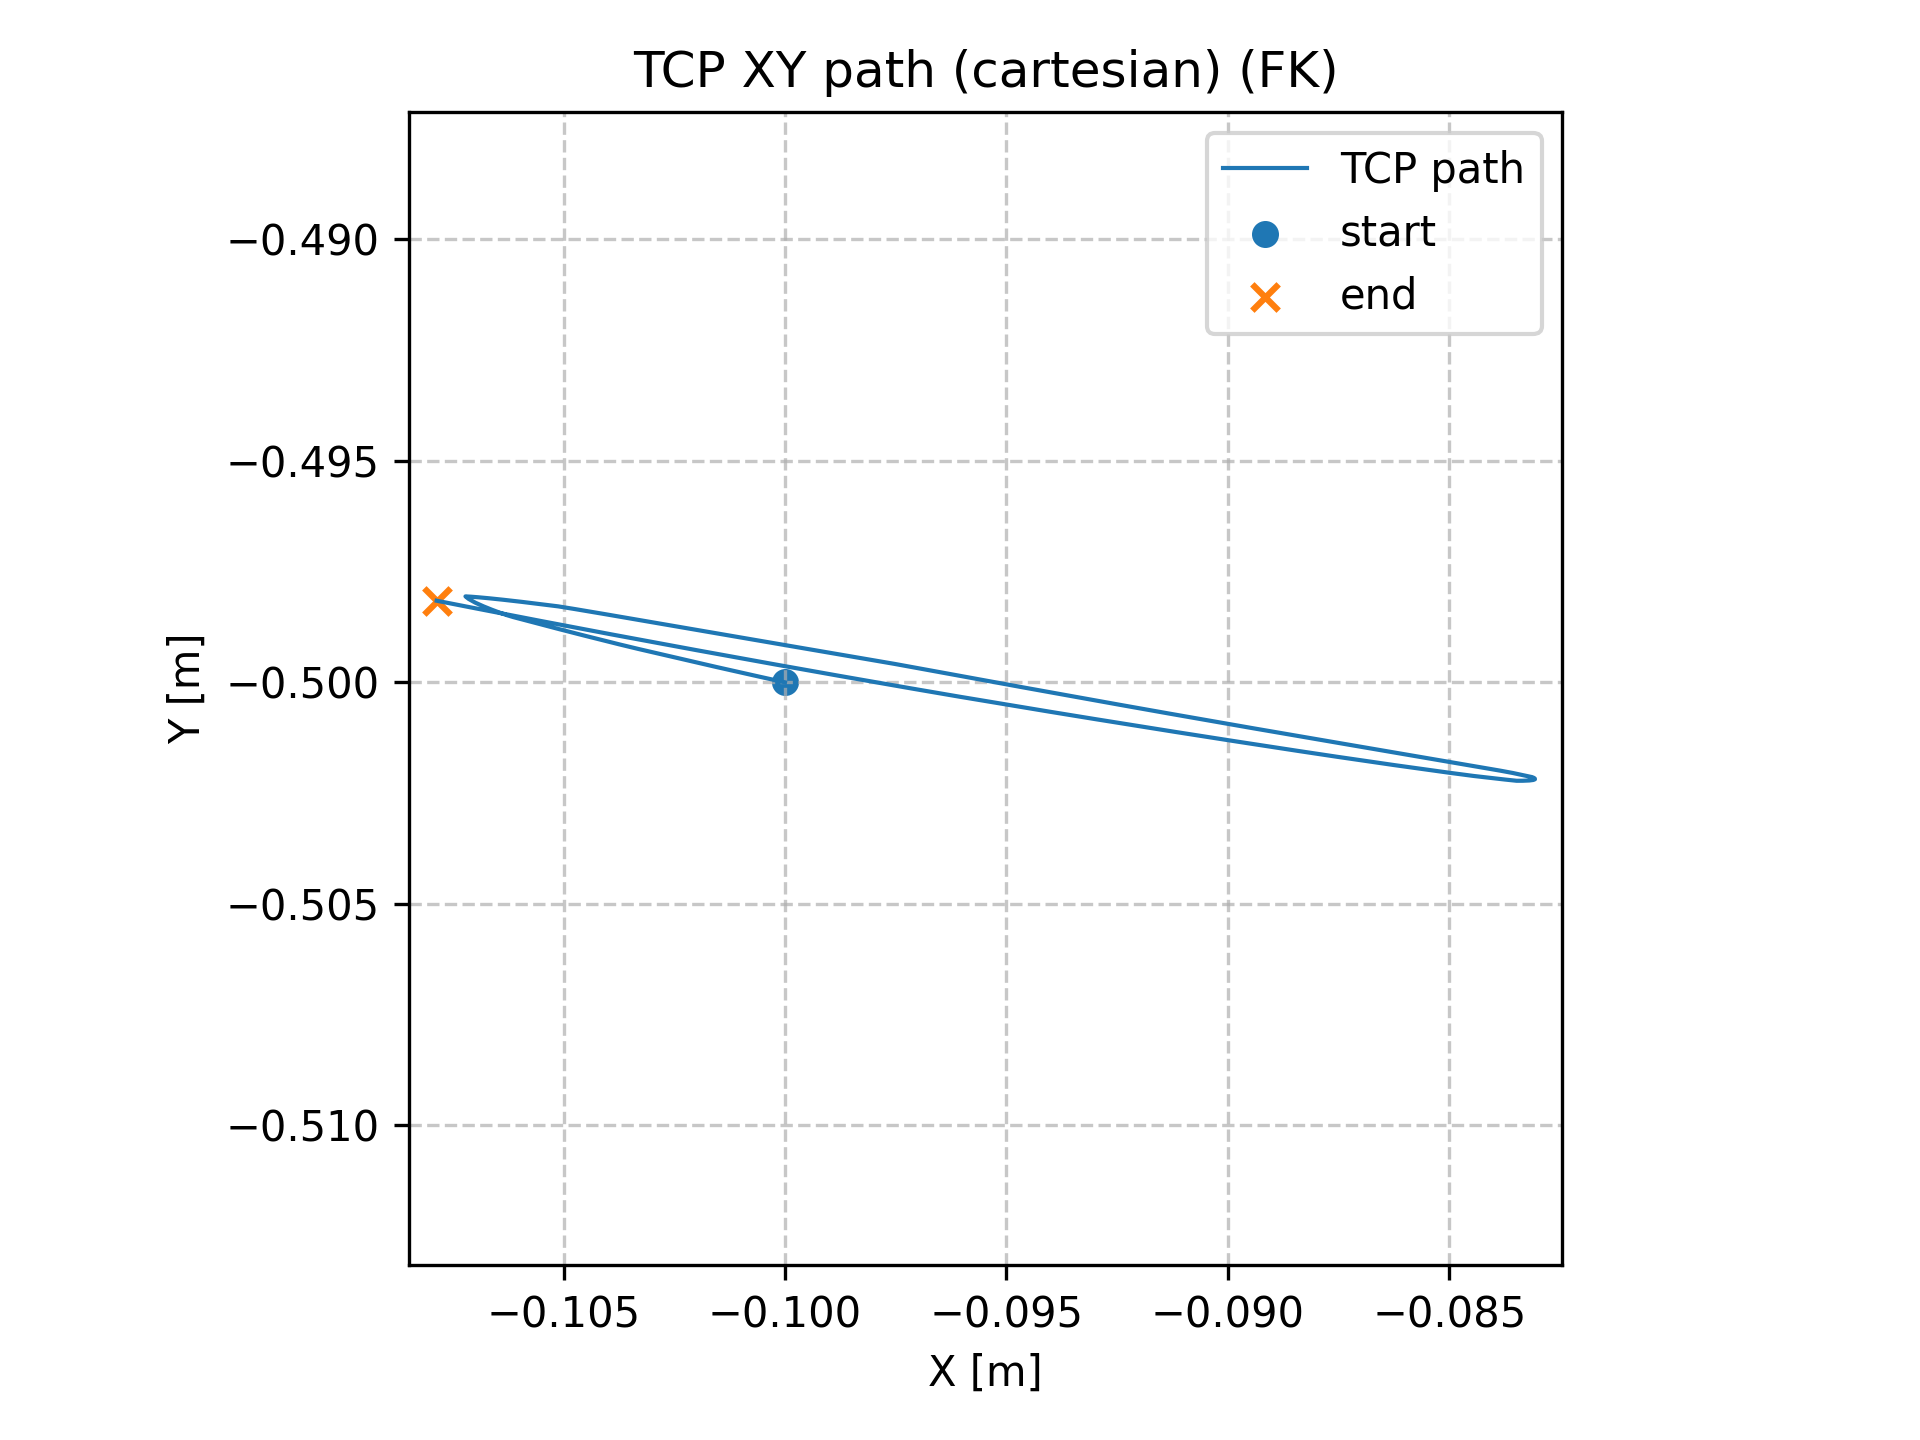 TCP XY path (cartesian) (FK)
TCP path
start
end
−0.490
−0.495
−0.500
−0.505
−0.510
Y [m]
−0.105
−0.100
−0.095
−0.090
−0.085
X [m]